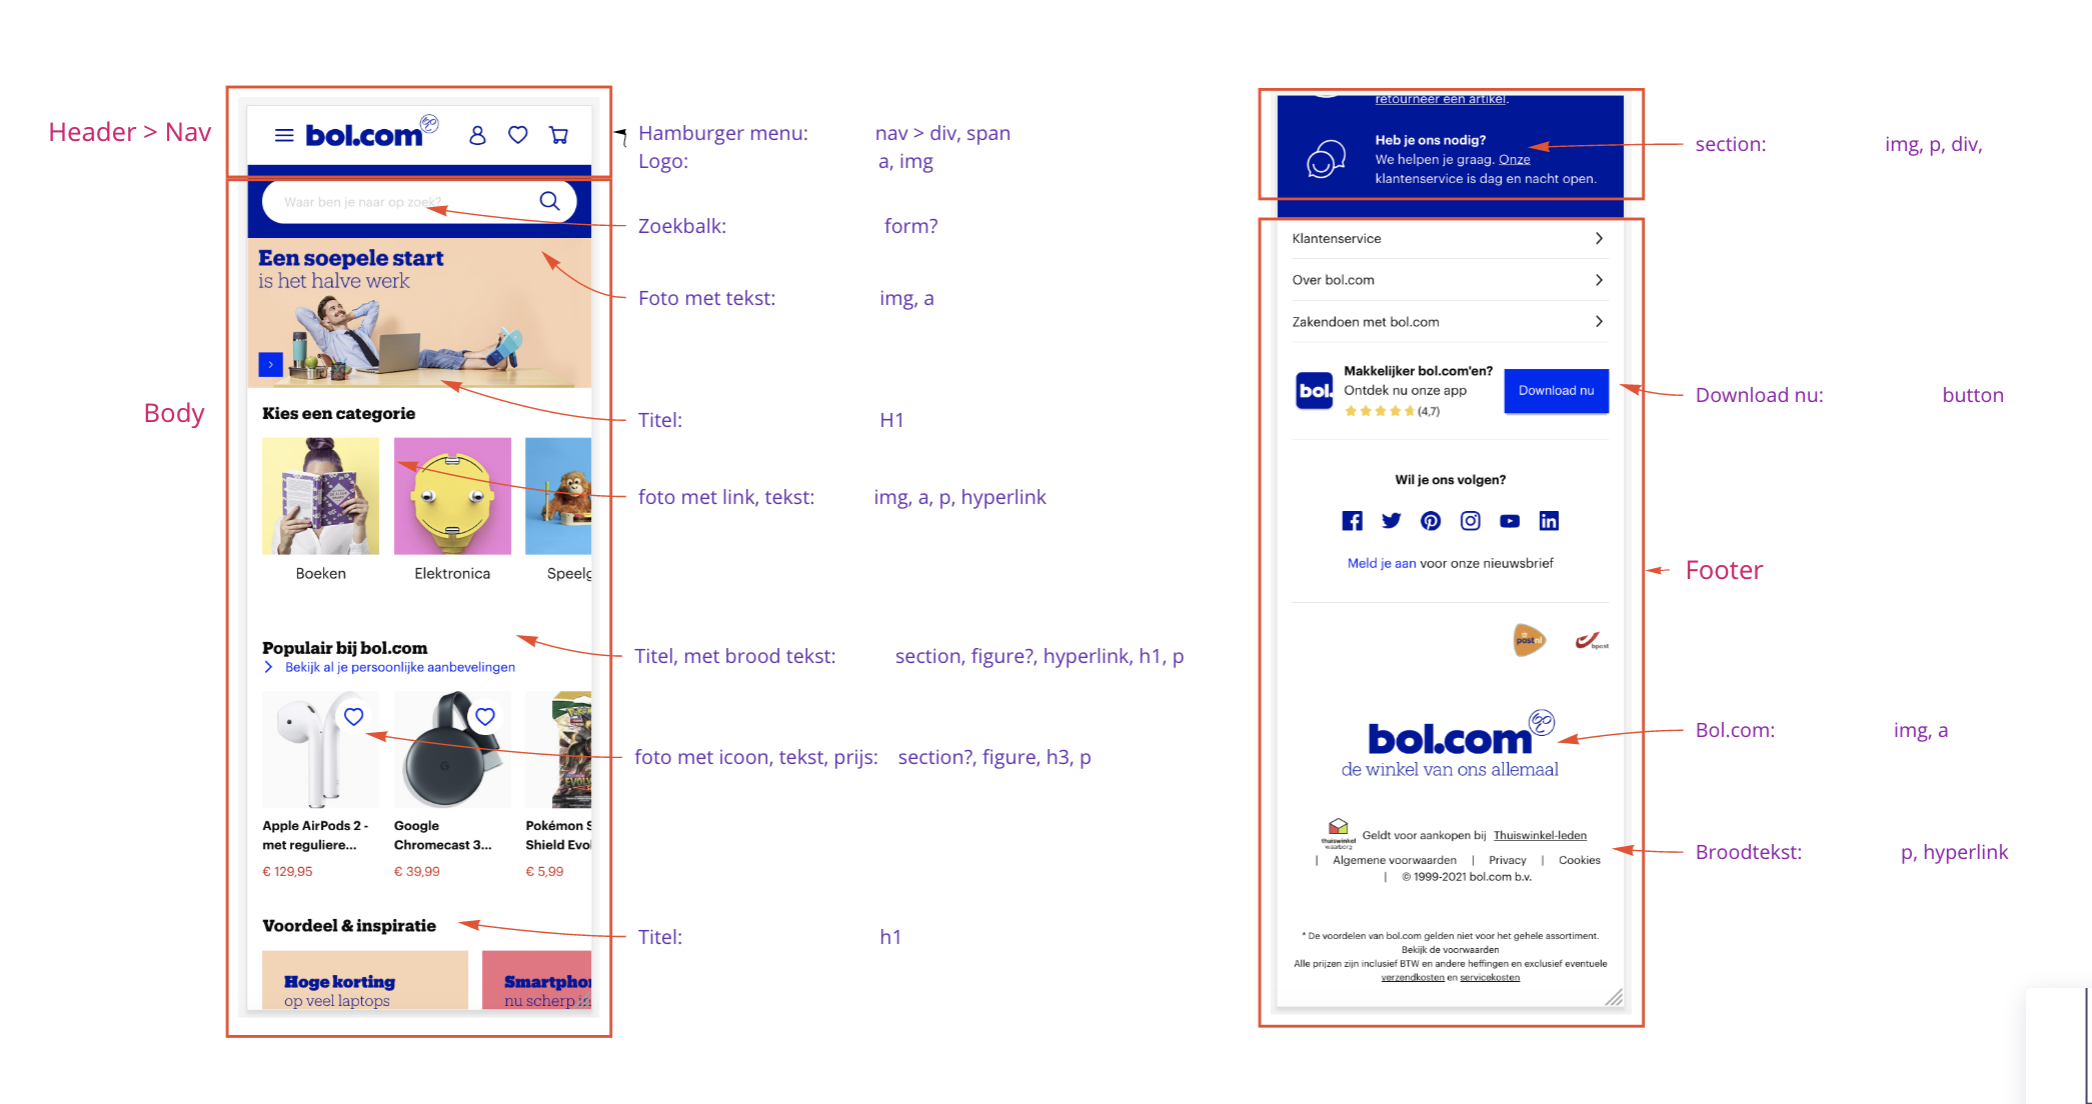 Header > Nav
bol.com
Hamburger menu: nav > div, span
Logo: a, img
Waar ben je naar op zoek?
Zoekbalk: form?
Een soepele start
is het halve werk
Foto met tekst: img, a
Body
Kies een categorie
Titel: H1
foto met link, tekst: img, a, p, hyperlink
Boeken
Elektronica
Speelg
Populair bij bol.com
Bekijk al je persoonlijke aanbevelingen
Titel, met brood tekst: section, figure?, hyperlink, h1, p
foto met icoon, tekst, prijs: section?, figure, h3, p
Apple AirPods 2 -
met reguliere...
€ 129,95
Google
Chromecast 3...
€ 39,99
Pokémon S
Shield Evol
€ 5,99
Voordeel & inspiratie
Titel: h1
Hoge korting
op veel laptops
Smartpho
nu scherp
retourneer een artikel.
Heb je ons nodig?
We helpen je graag. Onze
klantenservice is dag en nacht open.
section: img, p, div,
Klantenservice
Over bol.com
Zakendoen met bol.com
bol.
Makkelijker bol.com'en?
Ontdek nu onze app
(4,7)
Download nu
Download nu: button
Wil je ons volgen?
Meld je aan voor onze nieuwsbrief
Footer
postnl
bpost
bol.com
de winkel van ons allemaal
Bol.com: img, a
thuiswinkel
waarborg
Geldt voor aankopen bij Thuiswinkel-leden
| Algemene voorwaarden | Privacy | Cookies
| © 1999-2021 bol.com b.v.
Broodtekst: p, hyperlink
* De voordelen van bol.com gelden niet voor het gehele assortiment.
Bekijk de voorwaarden
Alle prijzen zijn inclusief BTW en andere heffingen en exclusief eventuele
verzendkosten en servicekosten